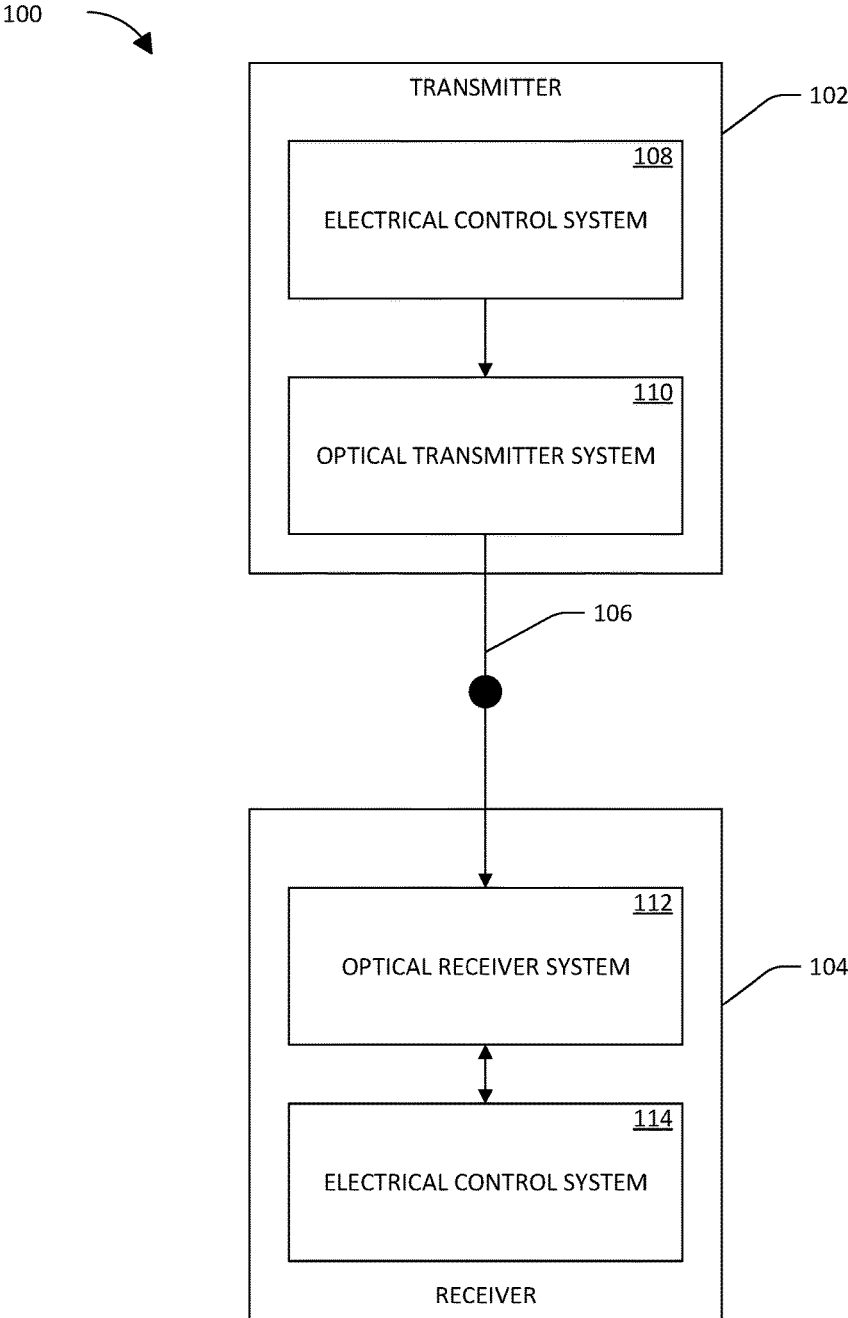 100
TRANSMITTER
102
108
ELECTRICAL CONTROL SYSTEM
110
OPTICAL TRANSMITTER SYSTEM
106
112
OPTICAL RECEIVER SYSTEM
104
114
ELECTRICAL CONTROL SYSTEM
RECEIVER